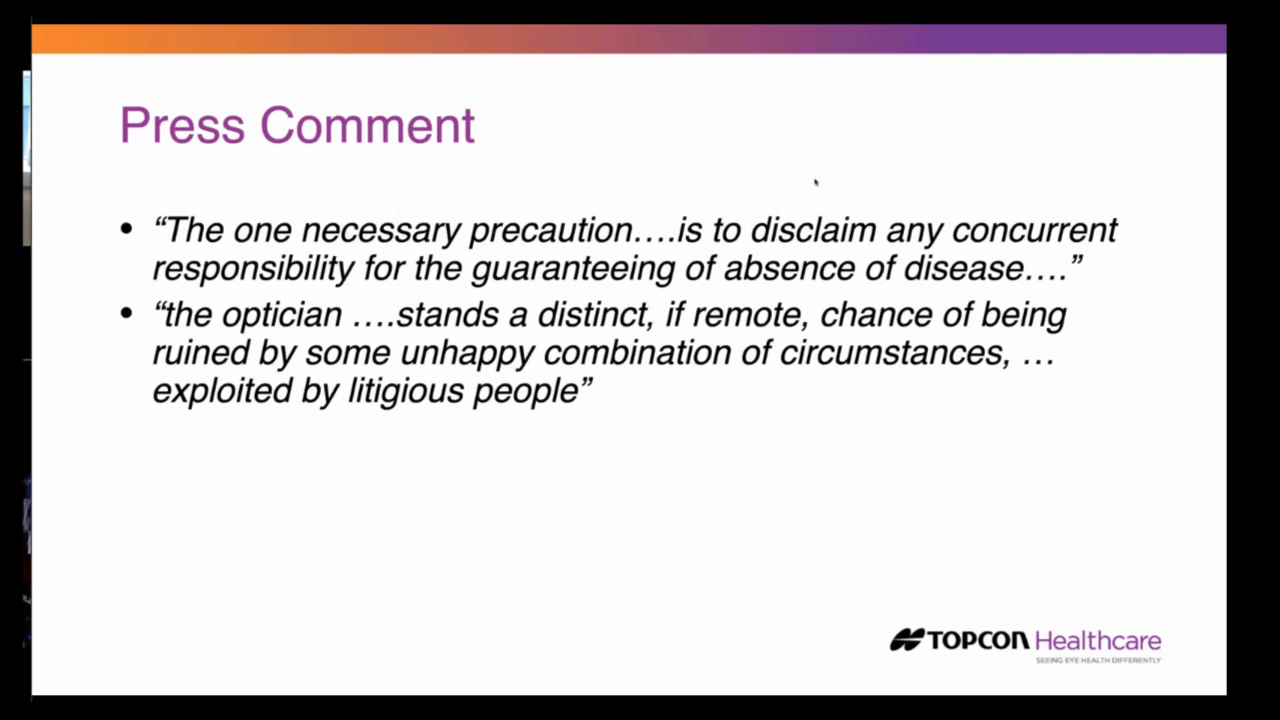 Press Comment
• “The one necessary precaution….is to disclaim any concurrent
responsibility for the guaranteeing of absence of disease….”
• “the optician ….stands a distinct, if remote, chance of being
ruined by some unhappy combination of circumstances, …
exploited by litigious people”
TOPCON Healthcare
SEEING EYE HEALTH DIFFERENTLY